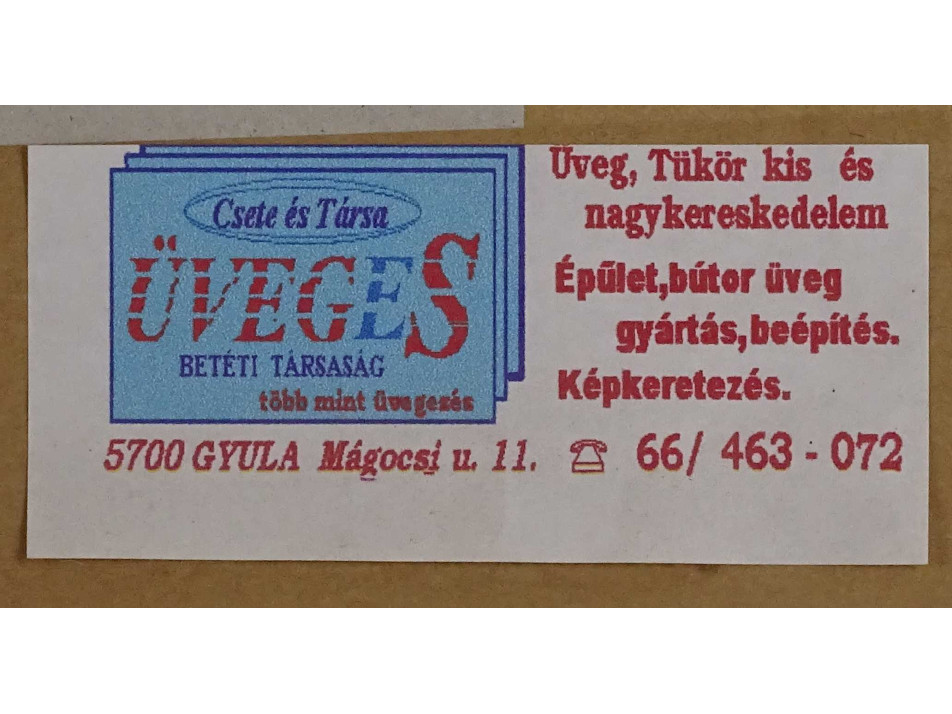 Csete és Társa
ÜVEGES
BETÉTI TÁRSASÁG
több mint üvegezés
Üveg, Tükör kis és
nagykereskedelem
Épület,bútor üveg
gyártás,beépítés.
Képkeretezés.
5700 GYULA Mágocsi u. 11. ☎ 66/ 463 - 072